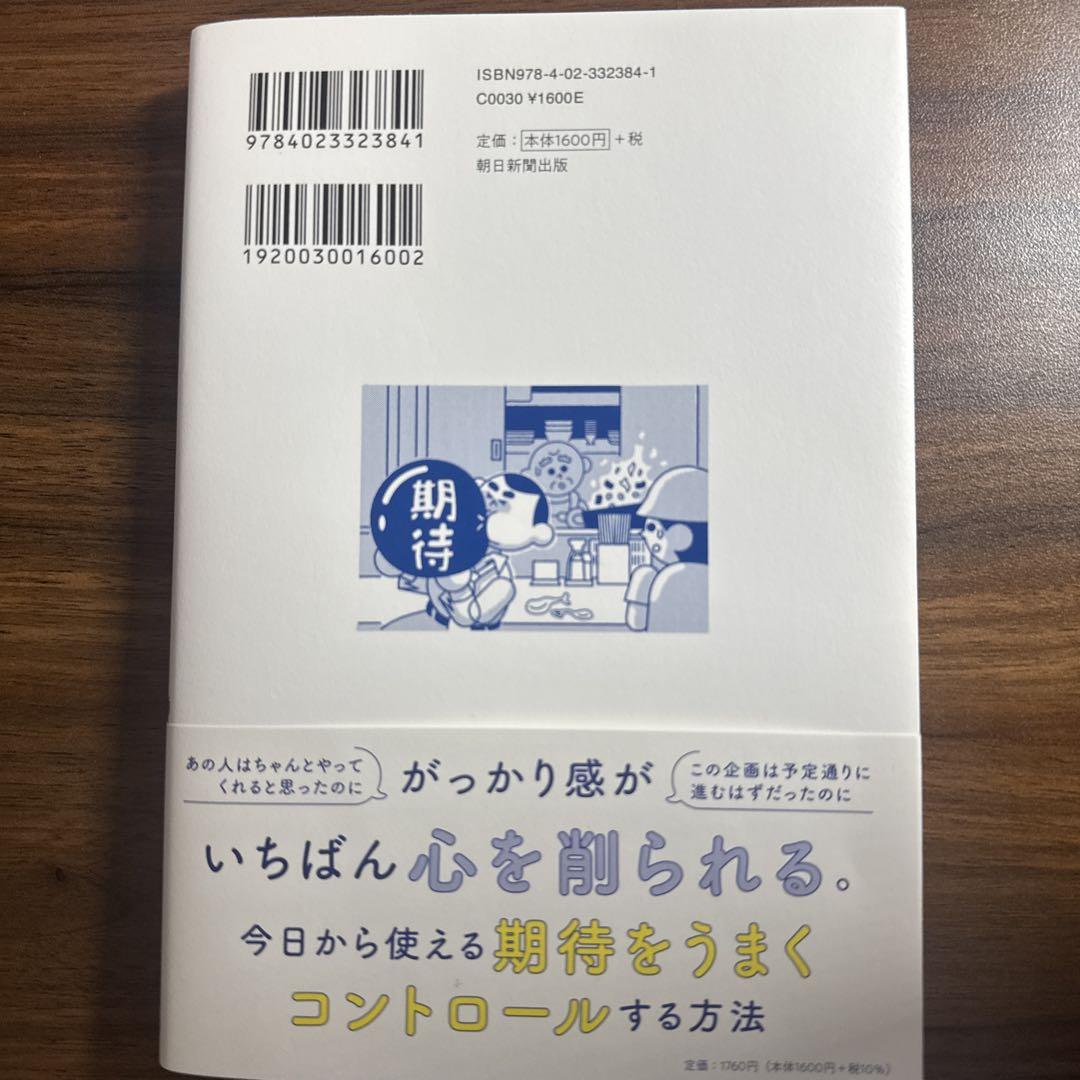 9784023323841
ISBN978-4-02-332384-1
C0030 ¥1600E
定価：本体1600円＋税
朝日新聞出版
1920030016002
期待
あの人はちゃんとやって
くれると思ったのに
がっかり感が
この企画は予定通りに
進むはずだったのに
いちばん心を削られる。
今日から使える期待をうまく
コントロールする方法
定価：1760円（本体1600円＋税10%）